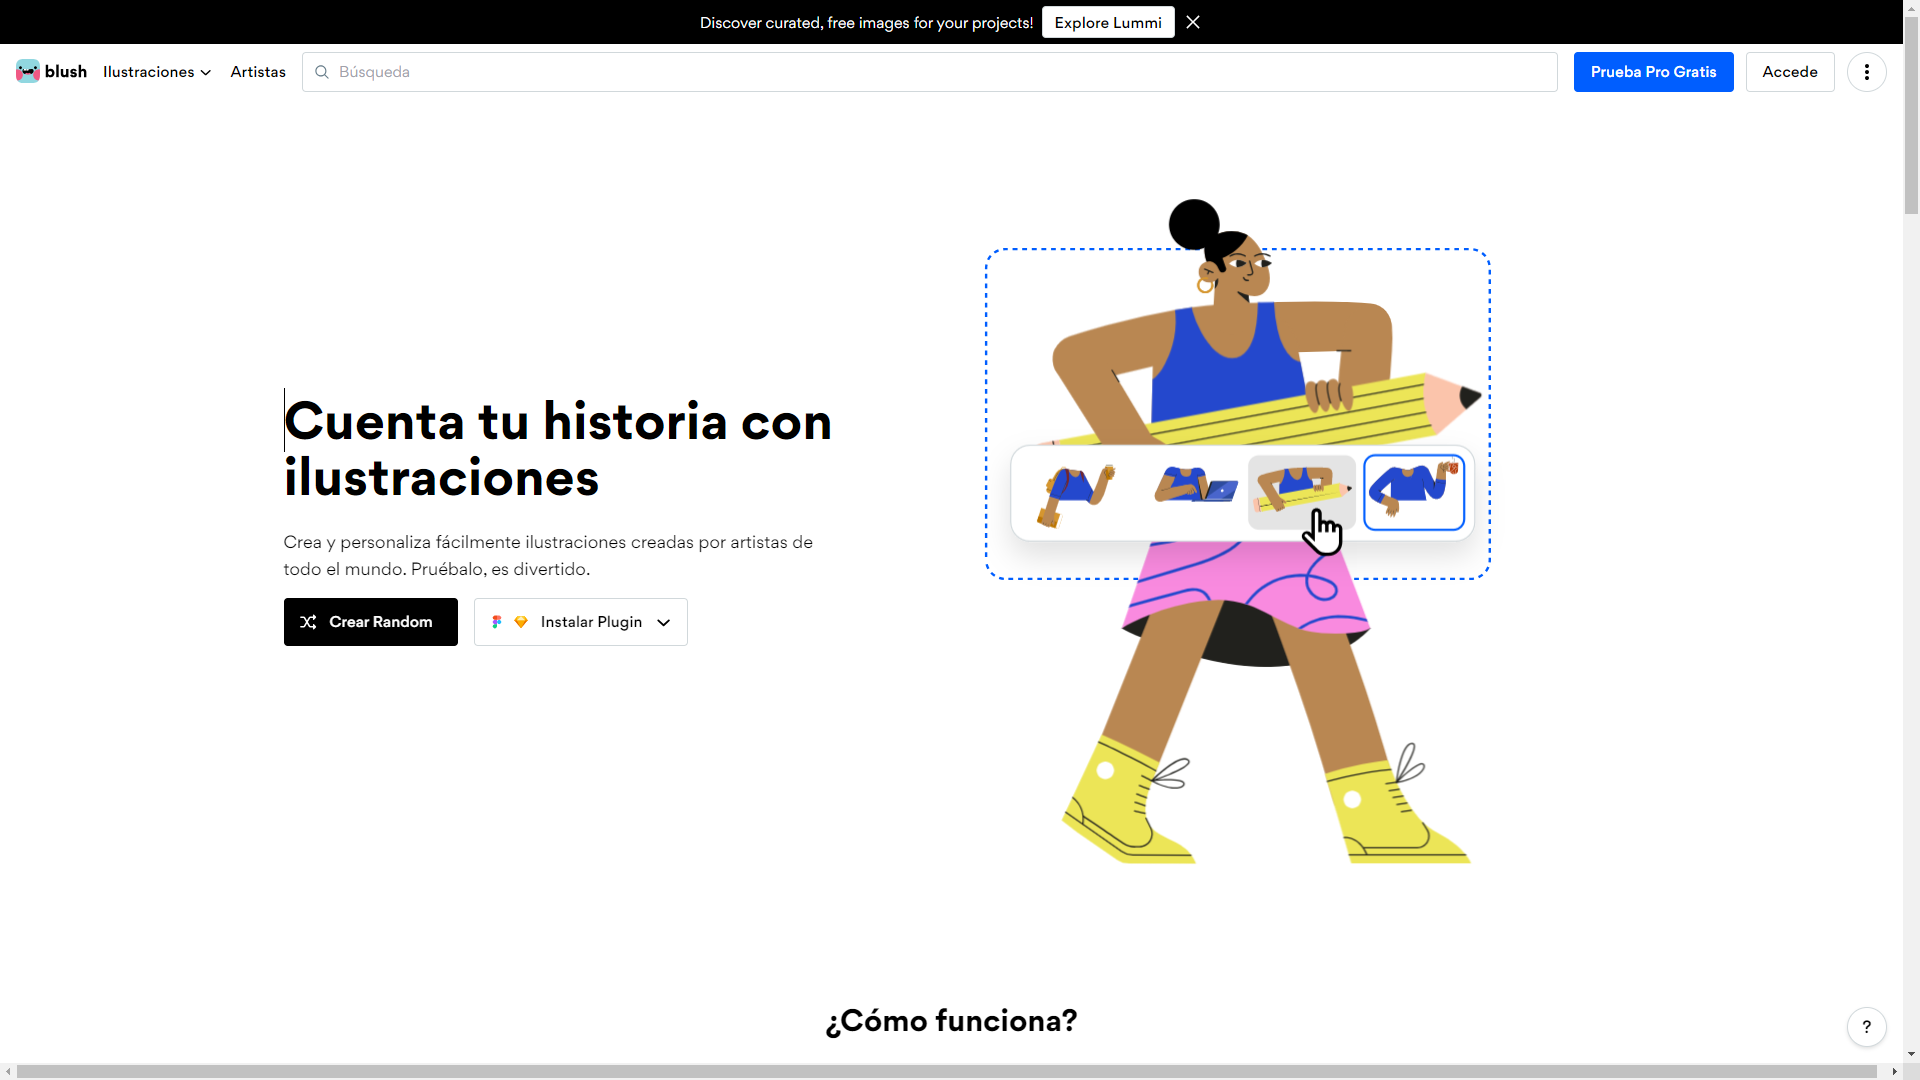 Discover curated, free images for your projects! Explore Lummi
blush Ilustraciones Artistas Búsqueda Prueba Pro Gratis Accede
Cuenta tu historia con
ilustraciones
Crea y personaliza fácilmente ilustraciones creadas por artistas de
todo el mundo. Pruébalo, es divertido.
Crear Random Instalar Plugin
¿Cómo funciona?
?